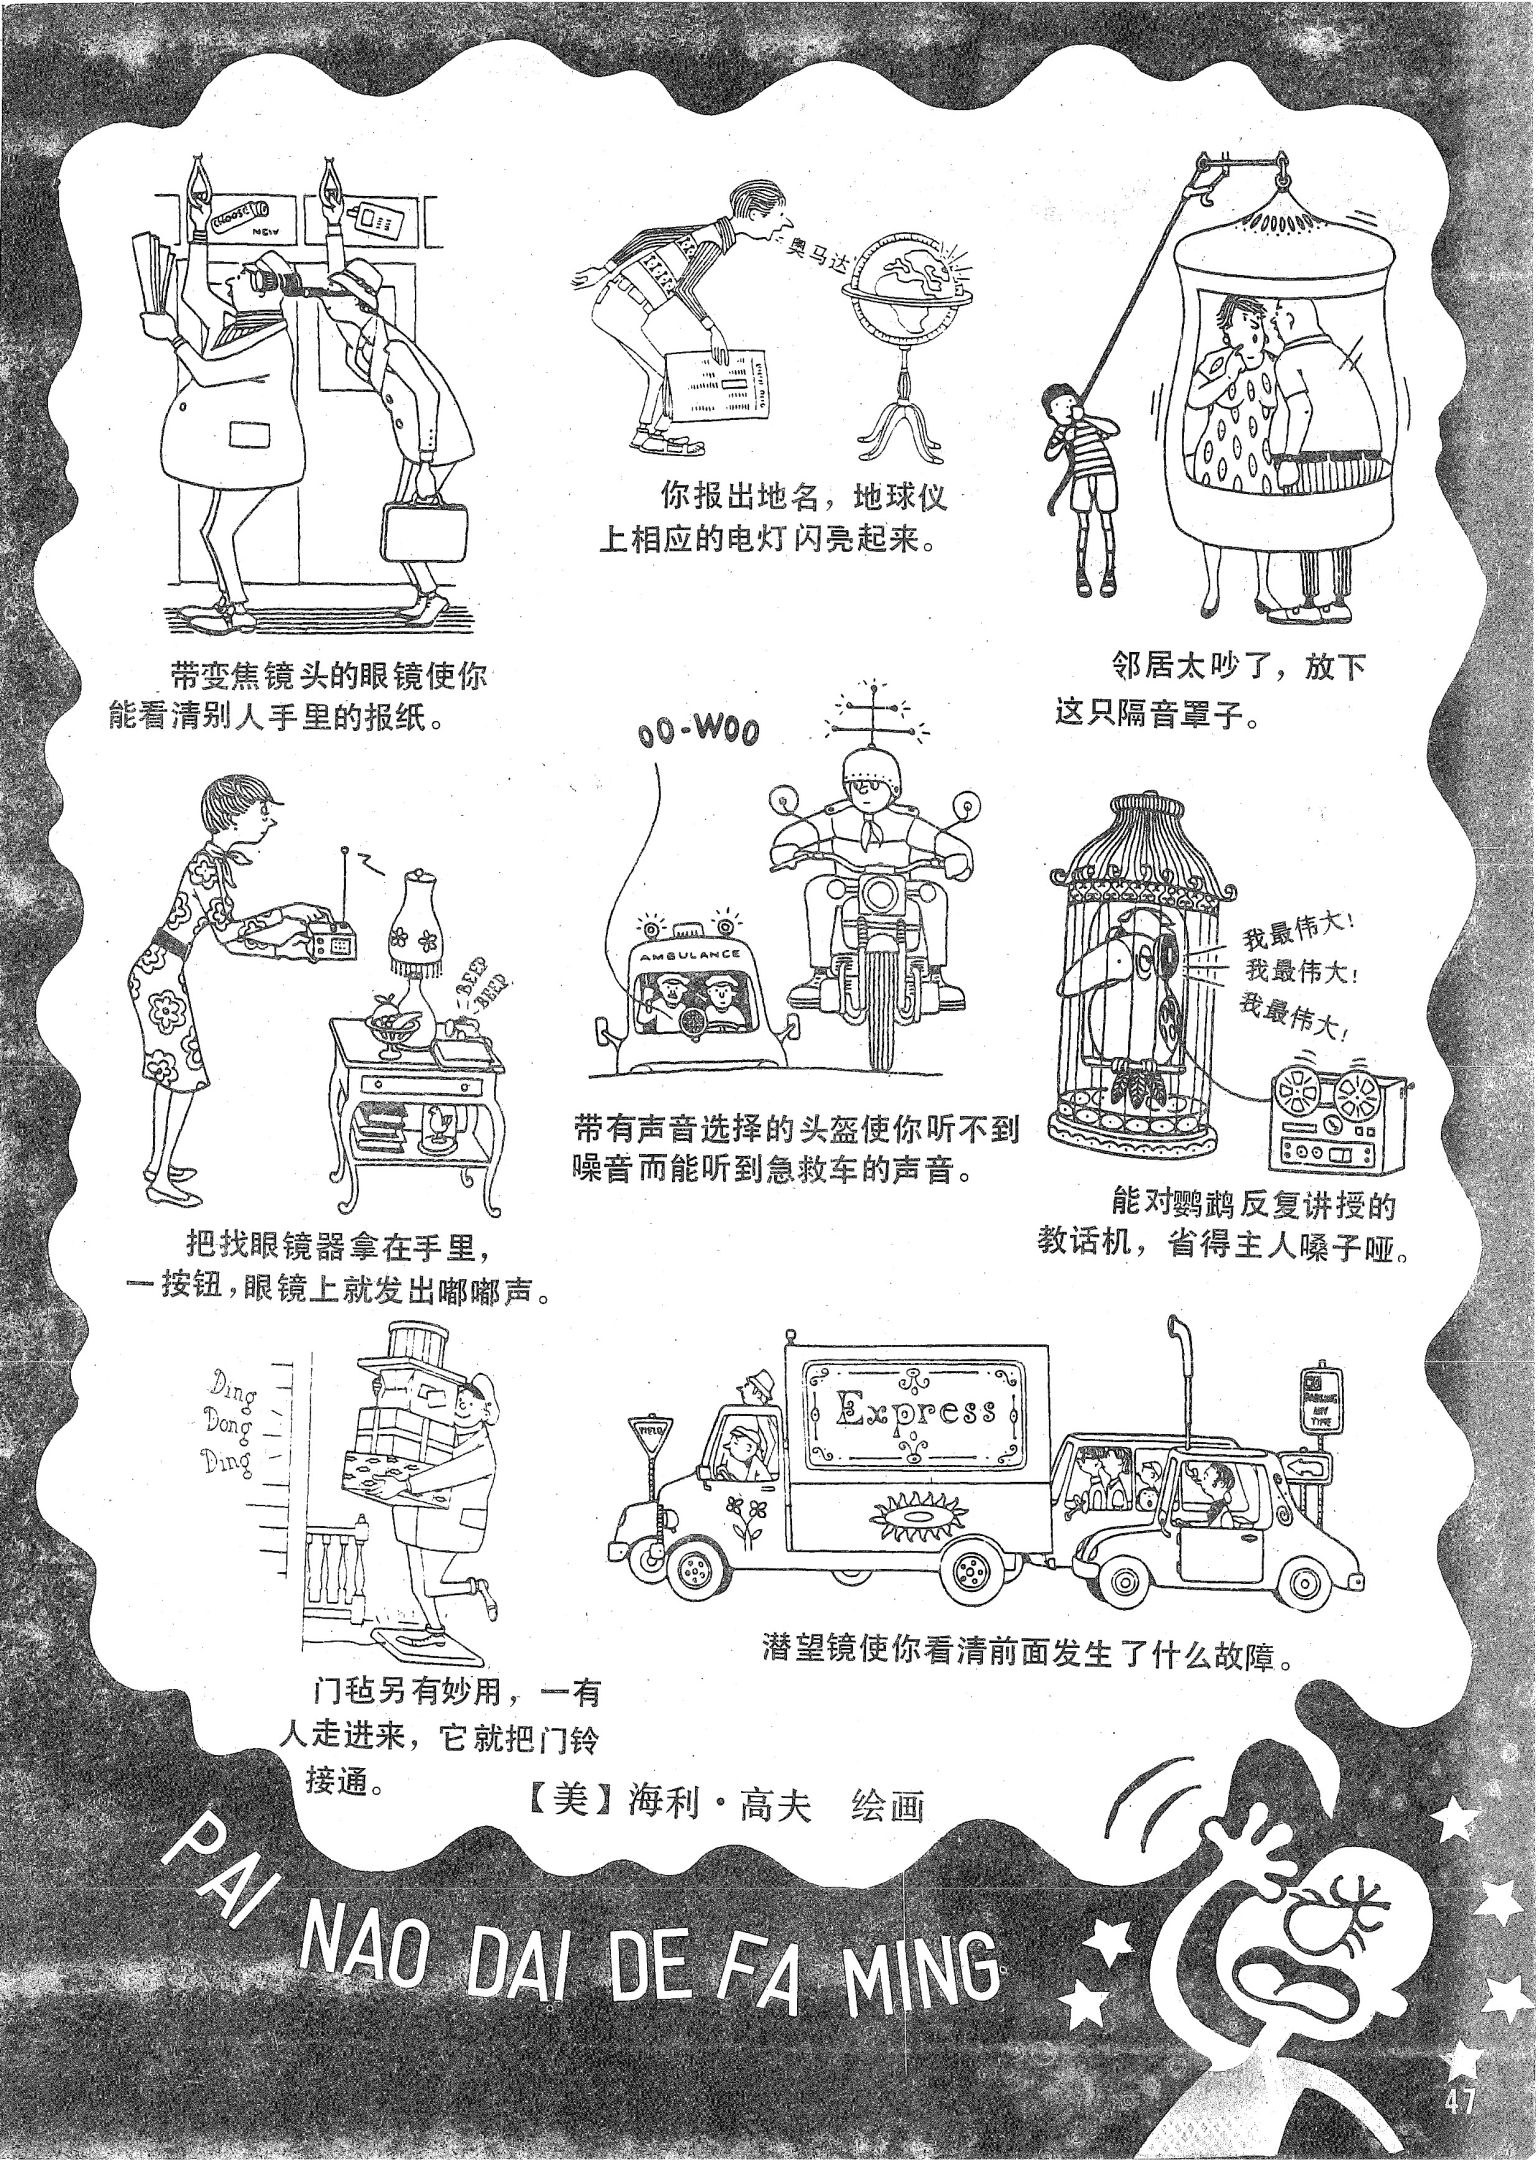 CHOOSE
NEW
奥马达
你报出地名，地球仪
上相应的电灯闪亮起来。
带变焦镜头的眼镜使你
能看清别人手里的报纸。
邻居太吵了，放下
这只隔音罩子。
OO-WOO
AMBULANCE
BEEP
BEEP
我最伟大！
我最伟大！
我最伟大！
把找眼镜器拿在手里，
一按钮，眼镜上就发出嘟嘟声。
带有声音选择的头盔使你听不到
噪音而能听到急救车的声音。
能对鹦鹉反复讲授的
教话机，省得主人嗓子哑。
Ding
Dong
Ding
门毡另有妙用，一有
人走进来，它就把门铃
接通。
YIELD
Express
PARKING
ANY
潜望镜使你看清前面发生了什么故障。
【美】海利·高夫 绘画
PAI NAO DAI DE FA MING
47